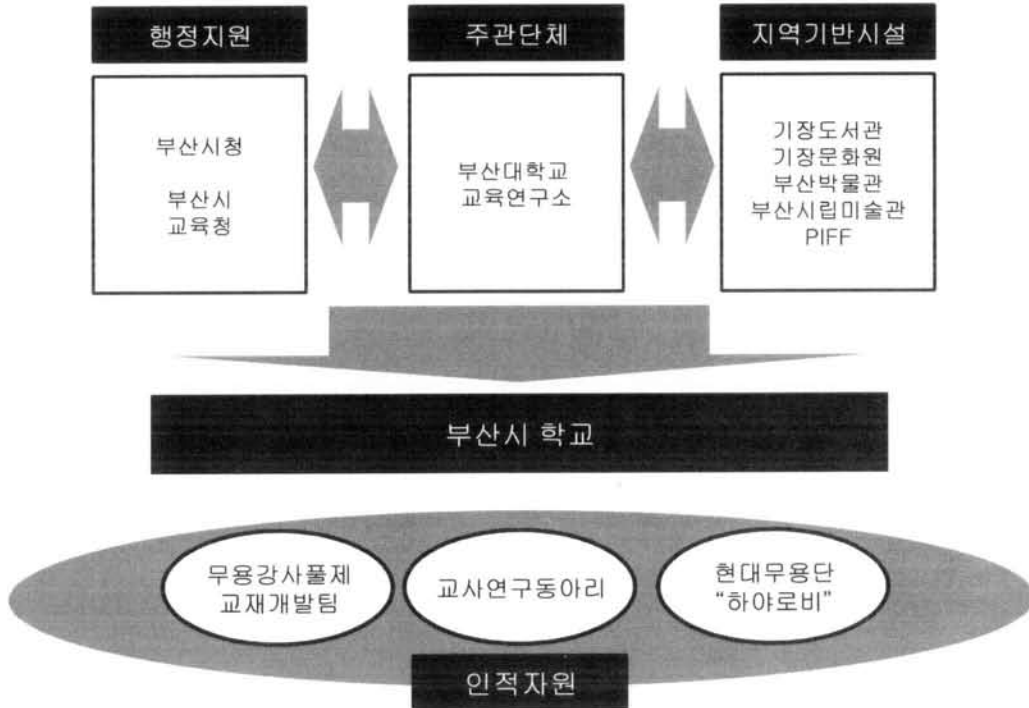 행정지원
주관단체
지역기반시설
부산시청
부산시
교육청
부산대학교
교육연구소
기장도서관
기장문화원
부산박물관
부산시립미술관
PIFF
부산시 학교
무용강사풀제
교재개발팀
교사연구동아리
현대무용단
“하야로비”
인적자원